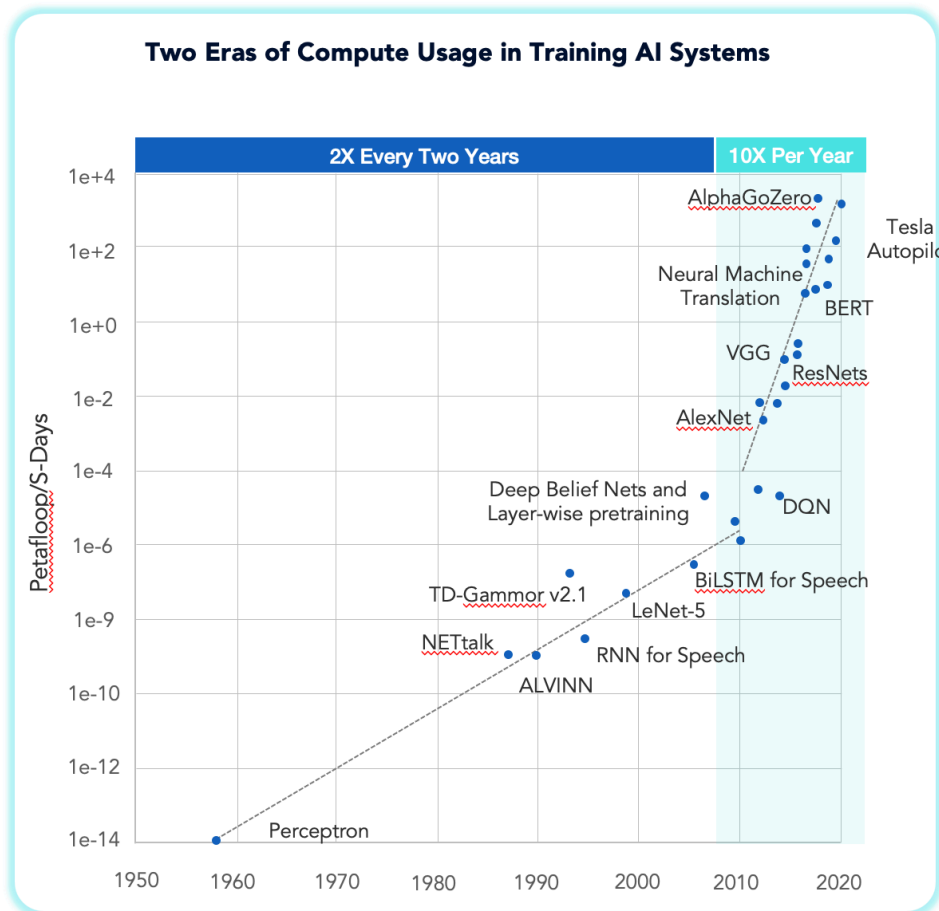 Two Eras of Compute Usage in Training AI Systems
2X Every Two Years
10X Per Year
Petafloop/S-Days
1e+4
1e+2
1e+0
1e-2
1e-4
1e-6
1e-9
1e-10
1e-12
1e-14
AlphaGoZero
Tesla
Autopilo
Neural Machine
Translation
BERT
VGG
ResNets
AlexNet
Deep Belief Nets and
Layer-wise pretraining
DQN
BiLSTM for Speech
TD-Gammor v2.1
LeNet-5
NETtalk
RNN for Speech
ALVINN
Perceptron
1950
1960
1970
1980
1990
2000
2010
2020